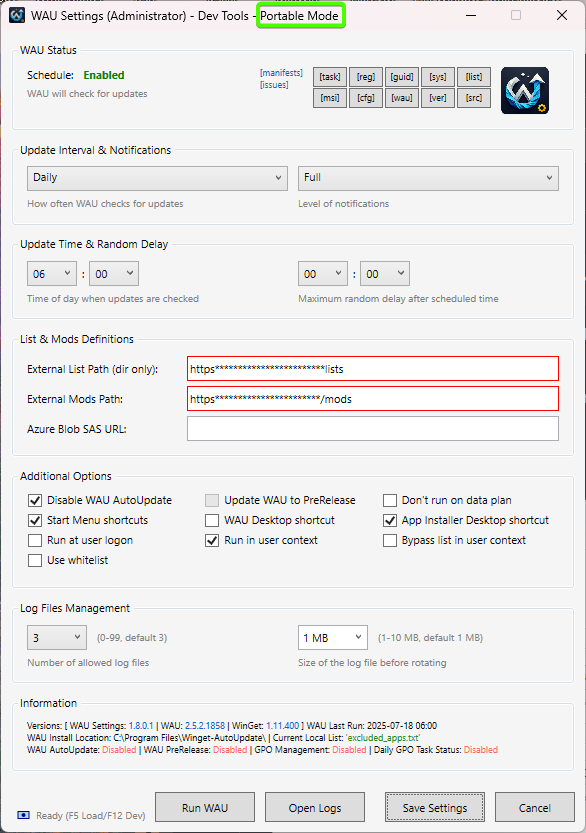 WAU Settings (Administrator) - Dev Tools - Portable Mode
WAU Status
Schedule: Enabled
WAU will check for updates
[manifests]
[issues]
[task] [reg] [guid] [sys] [list]
[msi] [cfg] [wau] [ver] [src]
Update Interval & Notifications
Daily
Full
How often WAU checks for updates
Level of notifications
Update Time & Random Delay
06 : 00
00 : 00
Time of day when updates are checked
Maximum random delay after scheduled time
List & Mods Definitions
External List Path (dir only): https*************************lists
External Mods Path: https************************/mods
Azure Blob SAS URL:
Additional Options
Disable WAU AutoUpdate
Update WAU to PreRelease
Don't run on data plan
Start Menu shortcuts
WAU Desktop shortcut
App Installer Desktop shortcut
Run at user logon
Run in user context
Bypass list in user context
Use whitelist
Log Files Management
3 (0-99, default 3)
1 MB (1-10 MB, default 1 MB)
Number of allowed log files
Size of the log file before rotating
Information
Versions: [ WAU Settings: 1.8.0.1 | WAU: 2.5.2.1858 | WinGet: 1.11.400 ] WAU Last Run: 2025-07-18 06:00
WAU Install Location: C:\Program Files\Winget-AutoUpdate\ | Current Local List: 'excluded_apps.txt'
WAU AutoUpdate: Disabled | WAU PreRelease: Disabled | GPO Management: Disabled | Daily GPO Task Status: Disabled
Ready (F5 Load/F12 Dev)
Run WAU
Open Logs
Save Settings
Cancel